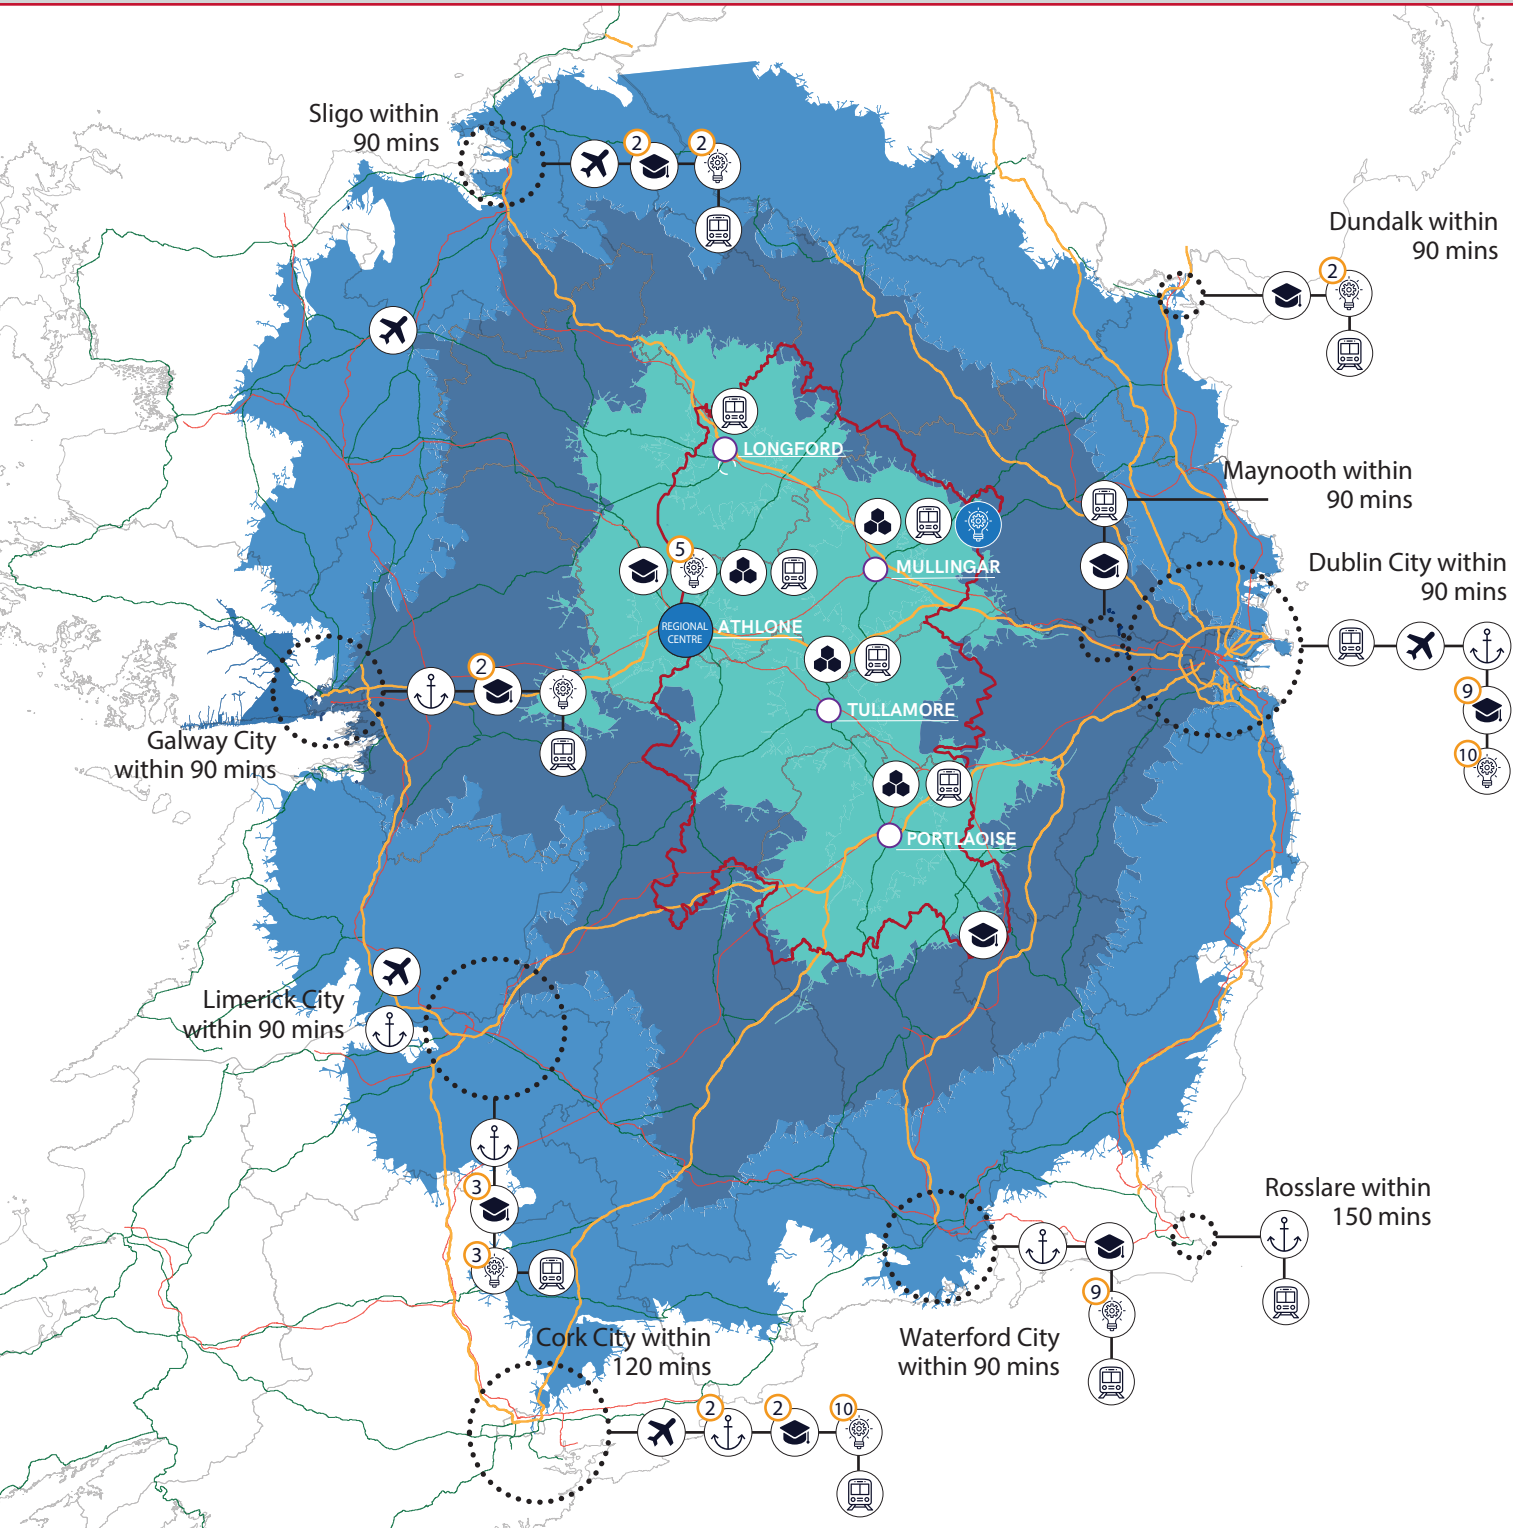 Sligo within
90 mins
2
2
Dundalk within
90 mins
2
LONGFORD
Maynooth within
90 mins
MULLINGAR
5
Dublin City within
90 mins
REGIONAL
CENTRE
ATHLONE
2
9
TULLAMORE
Galway City
within 90 mins
10
PORTLAOISE
Limerick City
within 90 mins
3
Rosslare within
150 mins
3
9
Cork City within
120 mins
Waterford City
within 90 mins
2
2
10